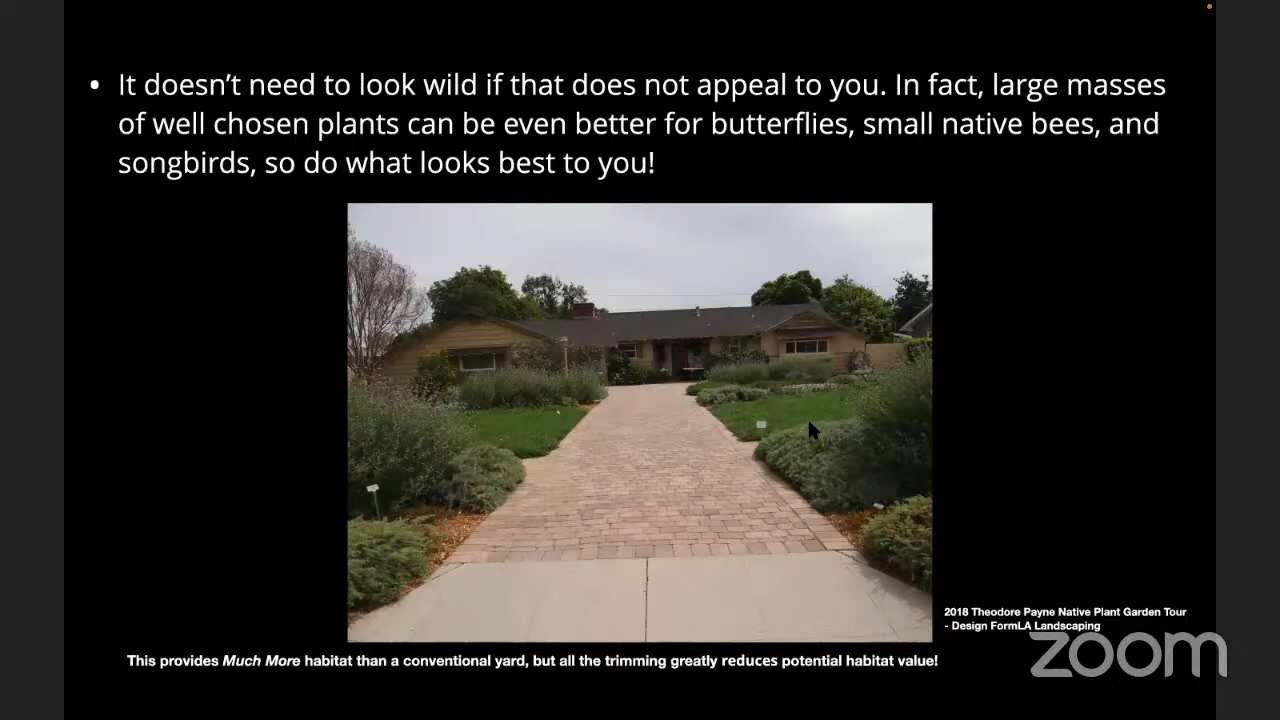 • It doesn’t need to look wild if that does not appeal to you. In fact, large masses
of well chosen plants can be even better for butterflies, small native bees, and
songbirds, so do what looks best to you!
2018 Theodore Payne Native Plant Garden Tour
- Design FormLA Landscaping
This provides Much More habitat than a conventional yard, but all the trimming greatly reduces potential habitat value!
zoom